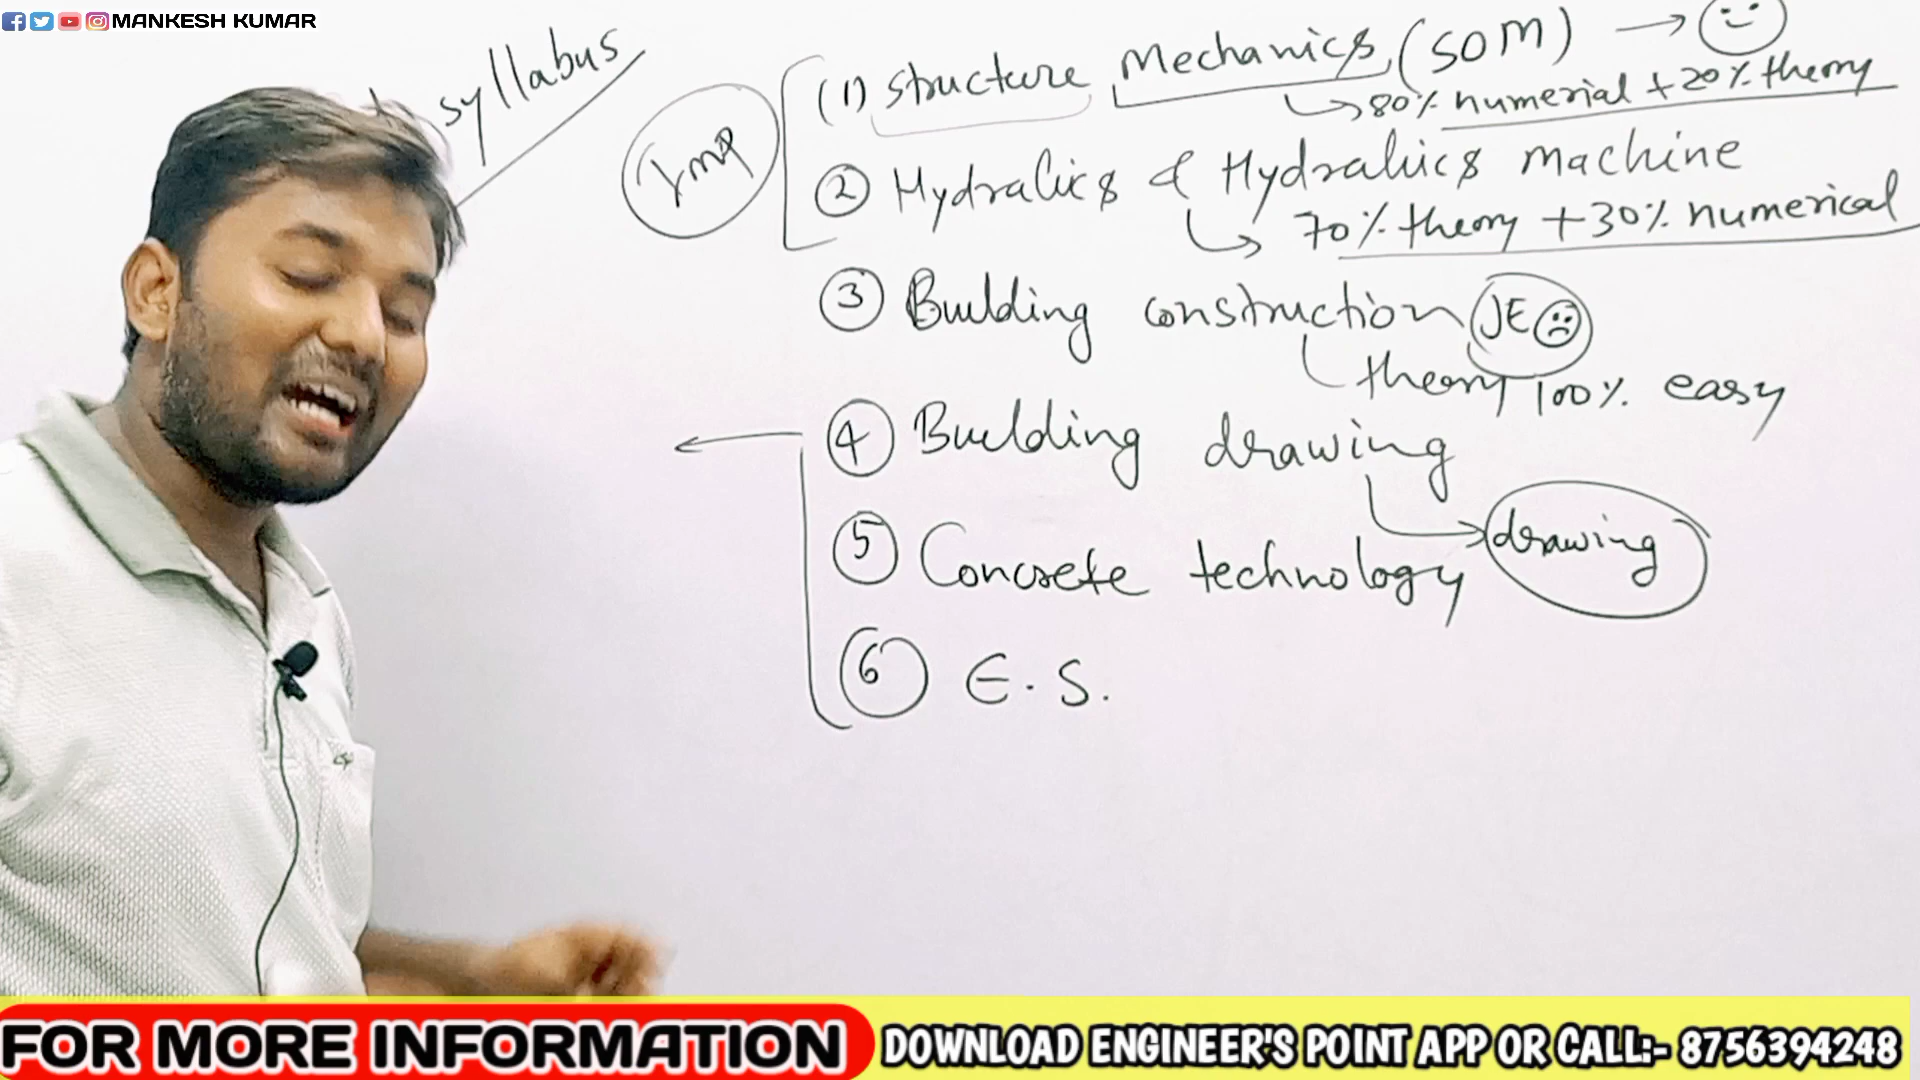 MANKESH KUMAR
syllabus
Imp
(1) Structure Mechanics, (SOM) →
↳ 80% numerial + 20% theory
② Hydralics & Hydralics Machine
↳ 70% theory + 30% numerical
③ Building construction JE
theory 100% easy
④ Building drawing
drawing
⑤ Concrete technology
⑥ E. S.
FOR MORE INFORMATION DOWNLOAD ENGINEER'S POINT APP OR CALL:- 8756394248